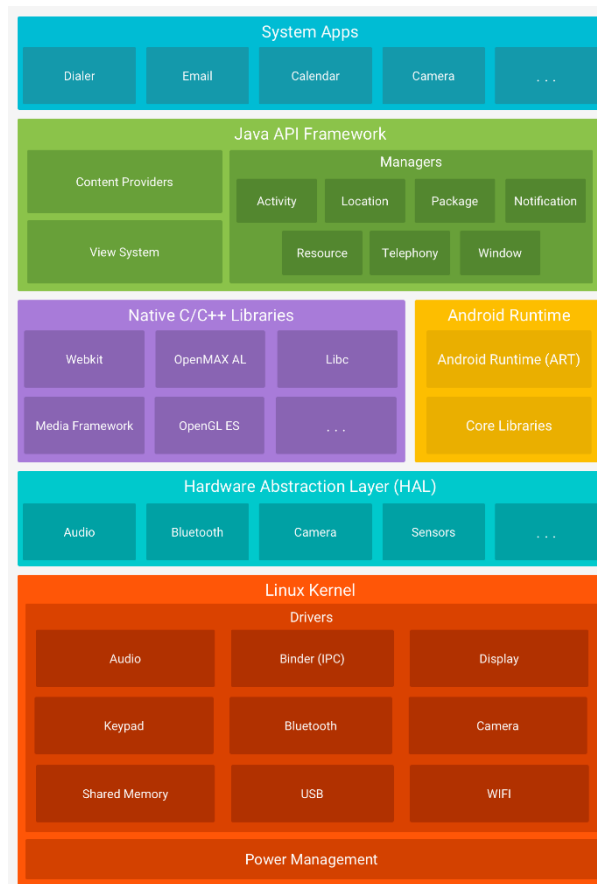 System Apps
Dialer
Email
Calendar
Camera
. . .
Java API Framework
Content Providers
View System
Managers
Activity
Location
Package
Notification
Resource
Telephony
Window
Native C/C++ Libraries
Webkit
OpenMAX AL
Libc
Media Framework
OpenGL ES
. . .
Android Runtime
Android Runtime (ART)
Core Libraries
Hardware Abstraction Layer (HAL)
Audio
Bluetooth
Camera
Sensors
. . .
Linux Kernel
Drivers
Audio
Binder (IPC)
Display
Keypad
Bluetooth
Camera
Shared Memory
USB
WIFI
Power Management